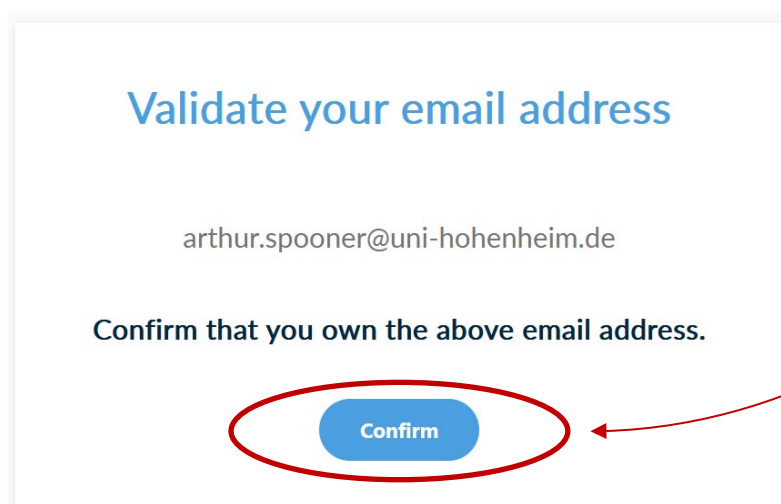 Validate your email address
arthur.spooner@uni-hohenheim.de
Confirm that you own the above email address.
Confirm